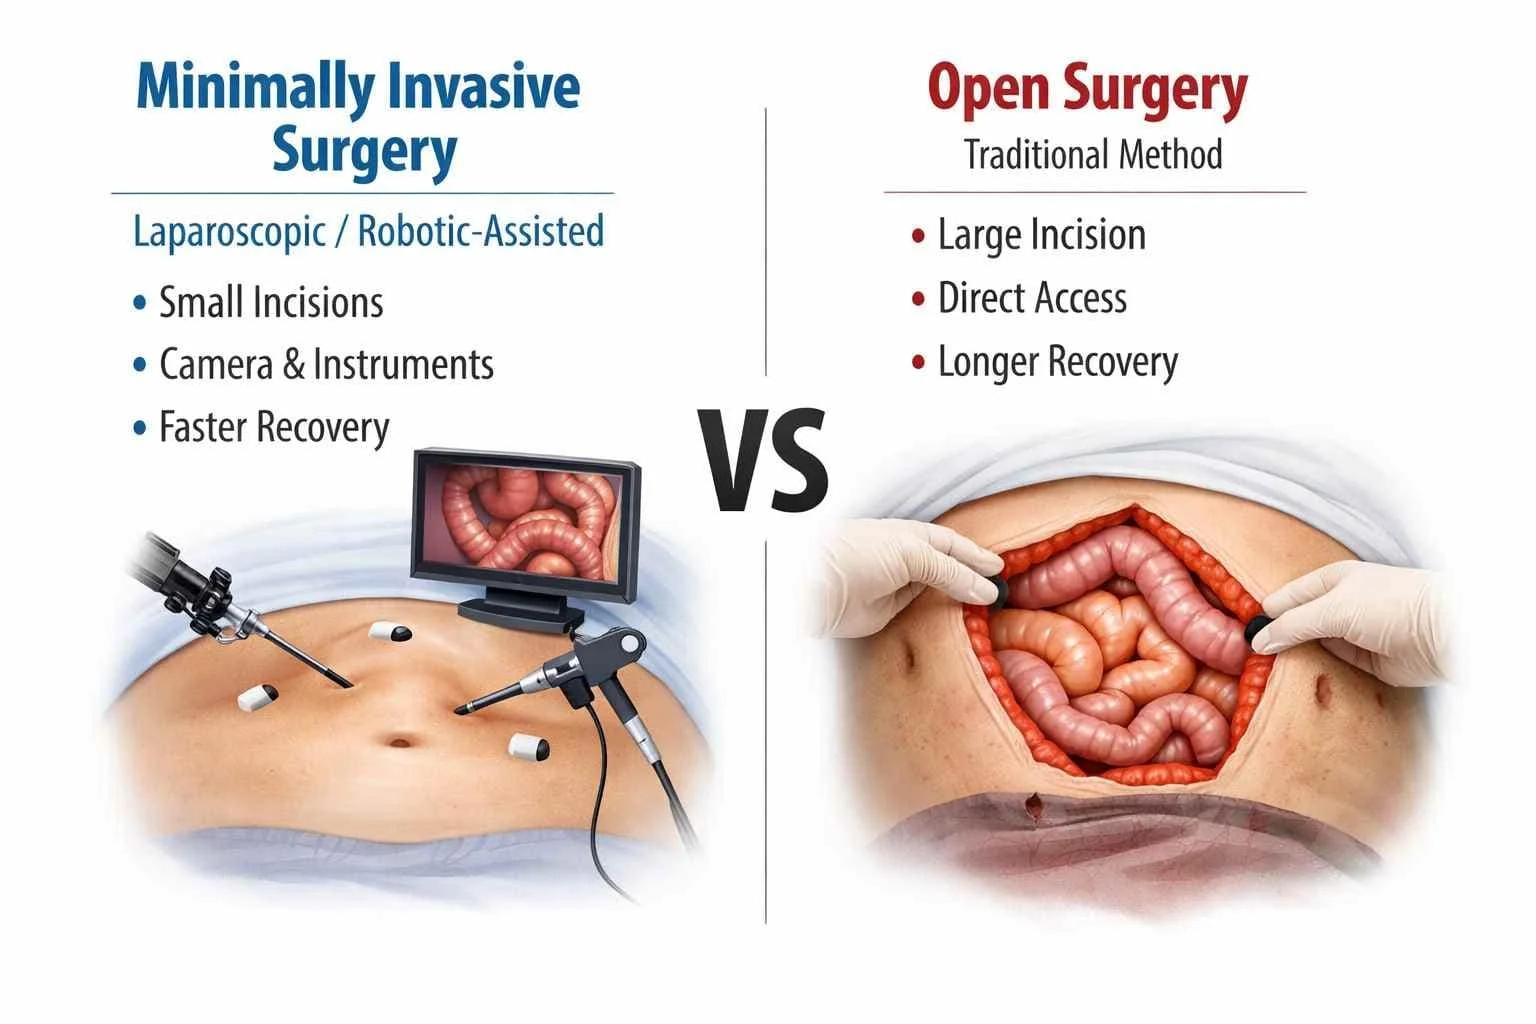 Minimally Invasive
Surgery
Laparoscopic / Robotic-Assisted
• Small Incisions
• Camera & Instruments
• Faster Recovery
VS
Open Surgery
Traditional Method
• Large Incision
• Direct Access
• Longer Recovery